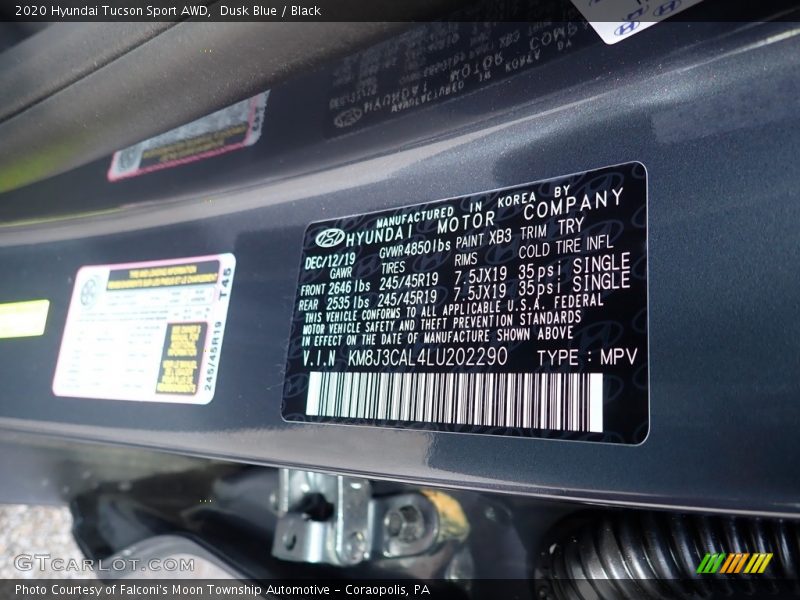 2020 Hyundai Tucson Sport AWD,  Dusk Blue / Black
MANUFACTURED IN KOREA BY
HYUNDAI MOTOR COMPANY
DEC/12/19 GVWR4850lbs PAINT XB3 TRIM TRY
GAWR TIRES RIMS COLD TIRE INFL
FRONT 2646 lbs 245/45R19 7.5JX19 35psi SINGLE
REAR 2535 lbs 245/45R19 7.5JX19 35psi SINGLE
THIS VEHICLE CONFORMS TO ALL APPLICABLE U.S.A. FEDERAL
MOTOR VEHICLE SAFETY AND THEFT PREVENTION STANDARDS
IN EFFECT ON THE DATE OF MANUFACTURE SHOWN ABOVE
V.I.N KM8J3CAL4LU202290 TYPE : MPV
T45
245/45R19
GTCARLOT.COM
Photo Courtesy of Falconi's Moon Township Automotive – Coraopolis, PA